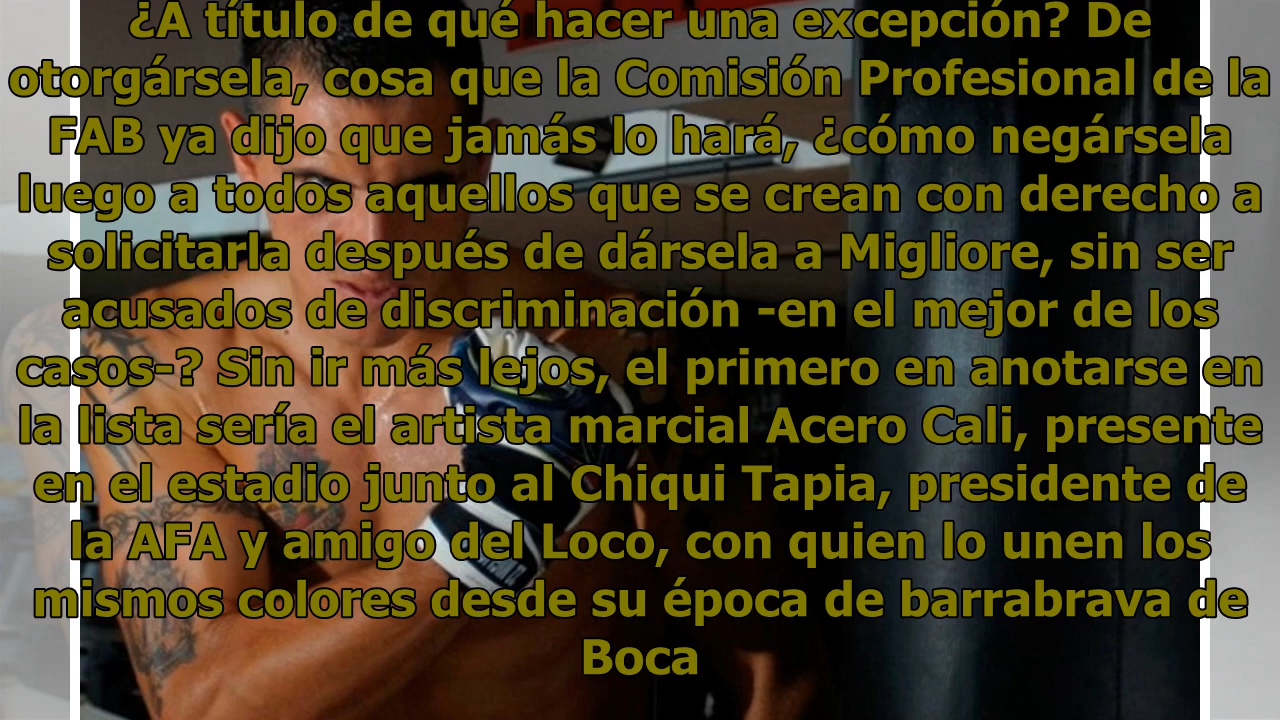 ¿A título de qué hacer una excepción? De
otorgársela, cosa que la Comisión Profesional de la
FAB ya dijo que jamás lo hará, ¿cómo negársela
luego a todos aquellos que se crean con derecho a
solicitarla después de dársela a Migliore, sin ser
acusados de discriminación -en el mejor de los
casos-? Sin ir más lejos, el primero en anotarse en
la lista sería el artista marcial Acero Cali, presente
en el estadio junto al Chiqui Tapia, presidente de
la AFA y amigo del Loco, con quien lo unen los
mismos colores desde su época de barrabrava de
Boca